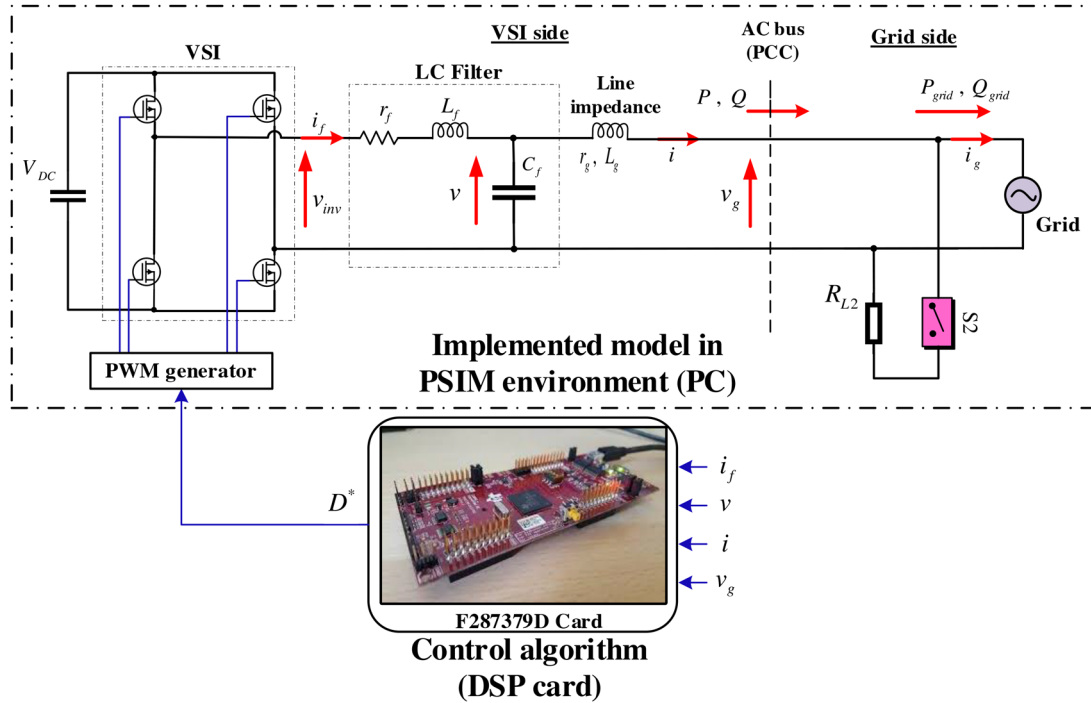 VSI side
AC bus
(PCC)
Grid side
VSI
LC Filter
Line
impedance
P , Q
P_grid , Q_grid
i_f
r_f
L_f
C_f
r_g , L_g
i
i_g
V_DC
v_inv
v
v_g
Grid
R_L2
S2
PWM generator
Implemented model in
PSIM environment (PC)
D*
i_f
v
i
v_g
F287379D Card
Control algorithm
(DSP card)